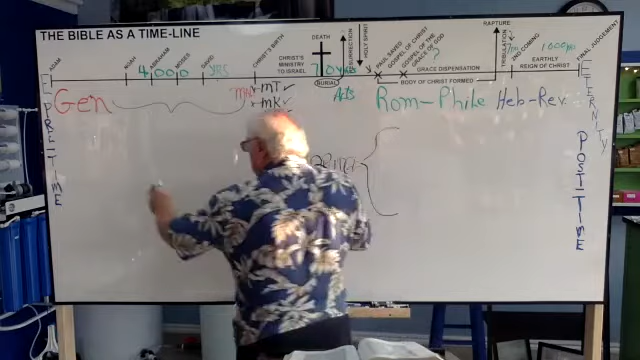 THE BIBLE AS A TIME-LINE
ADAM
NOAH
ABRAHAM
MOSES
DAVID
CHRIST'S BIRTH
CHRIST'S
MINISTRY
TO ISRAEL
DEATH
BURIAL
RESURRECTION
HOLY SPIRIT
PAUL SAVED
GOSPEL OF CHRIST
GOSPEL OF THE
GRACE OF GOD
?
GRACE DISPENSATION
BODY OF CHRIST FORMED
RAPTURE
TRIBULATION
2ND COMING
EARTHLY
REIGN OF CHRIST
FINAL JUDGEMENT
4000 YRS
1000 yrs
Gen
MT ✓
MK ✓
Acts
Rom-Phile
Heb-Rev.
PRE-TIME
ETERNITY
POST-TIME